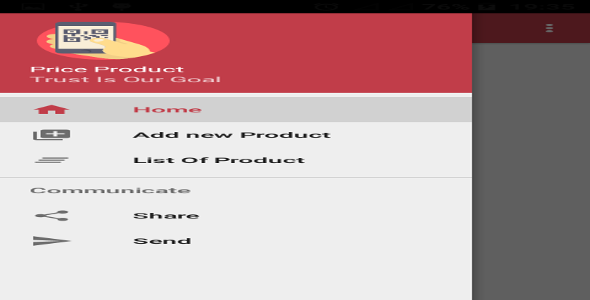 Price Product
Trust Is Our Goal
Home
Add new Product
List Of Product
Communicate
Share
Send